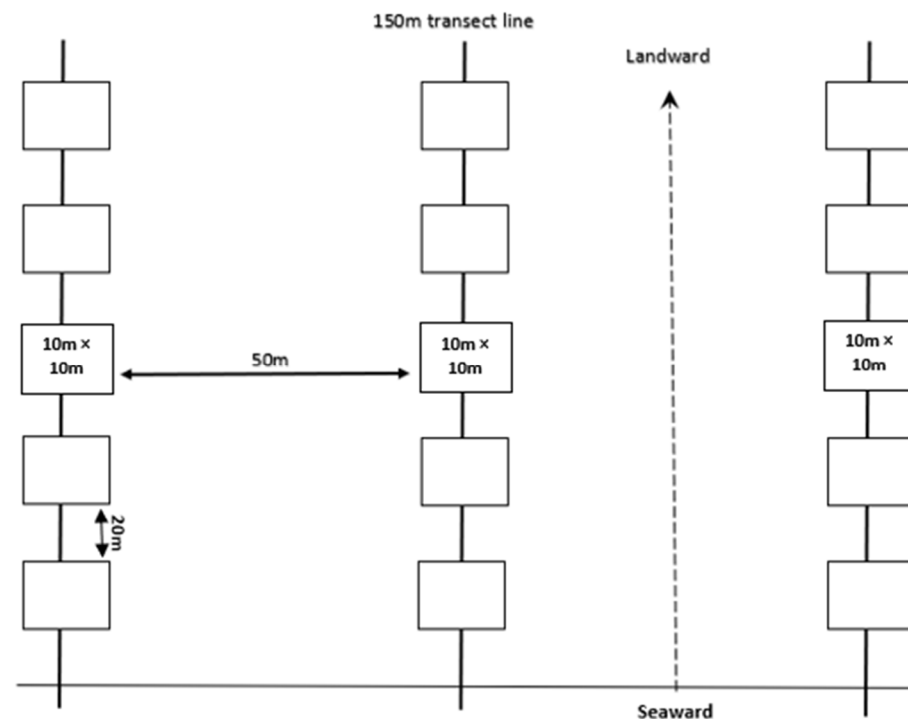 150m transect line
Landward
10m ×
10m
50m
10m ×
10m
10m ×
10m
20m
Seaward